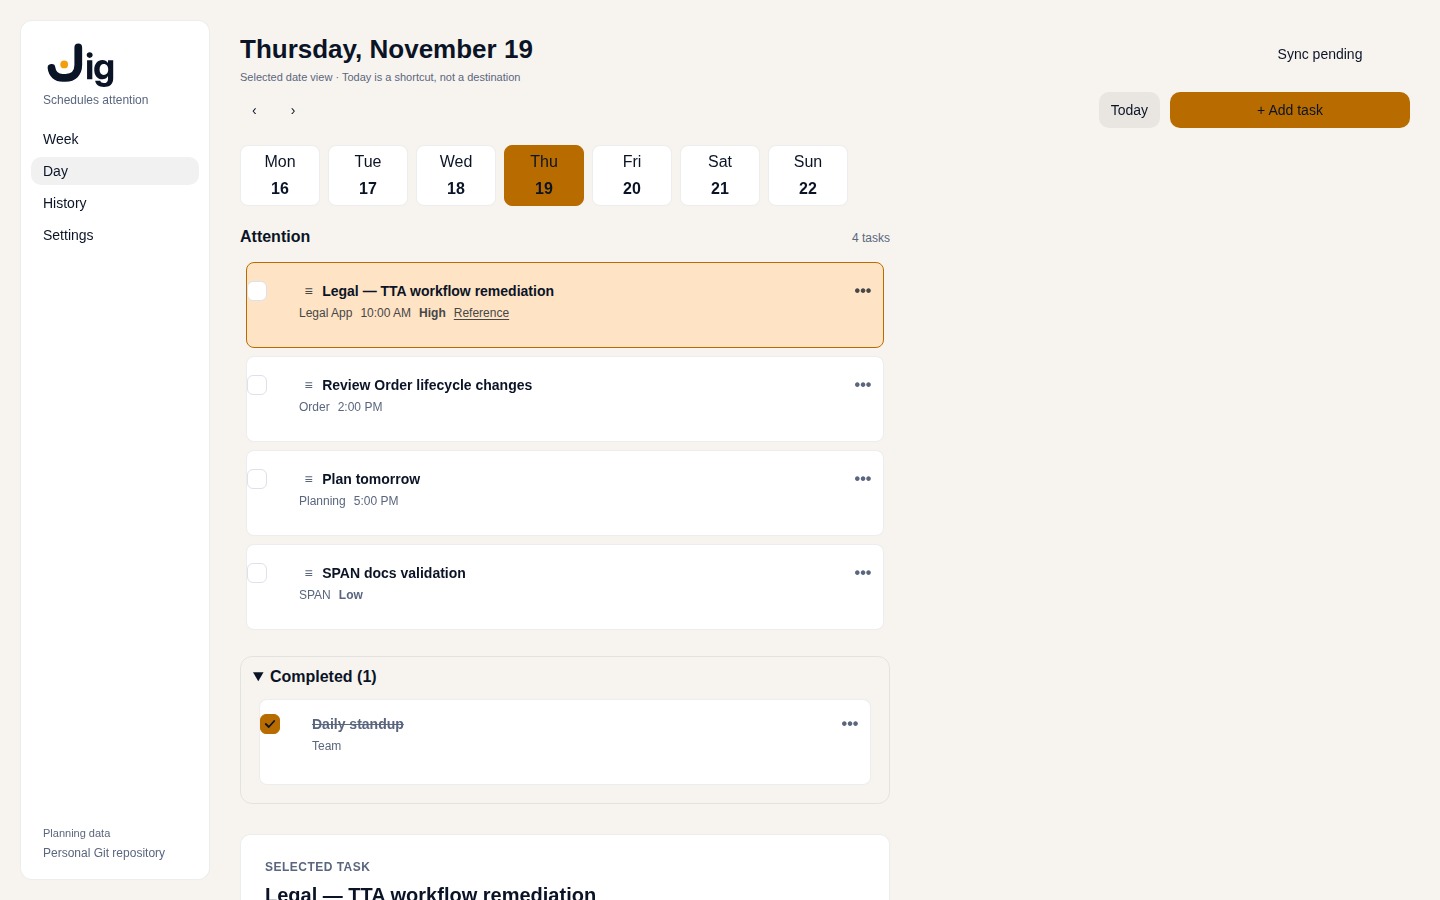 Jig
Schedules attention
Week
Day
History
Settings
Planning data
Personal Git repository
Thursday, November 19
Selected date view · Today is a shortcut, not a destination
Sync pending
‹ ›
Today
+ Add task
Mon Tue Wed Thu Fri Sat Sun
16 17 18 19 20 21 22
Attention 4 tasks
≡ Legal — TTA workflow remediation •••
Legal App 10:00 AM High Reference
≡ Review Order lifecycle changes •••
Order 2:00 PM
≡ Plan tomorrow •••
Planning 5:00 PM
≡ SPAN docs validation •••
SPAN Low
▼ Completed (1)
Daily standup •••
Team
SELECTED TASK
Legal — TTA workflow remediation